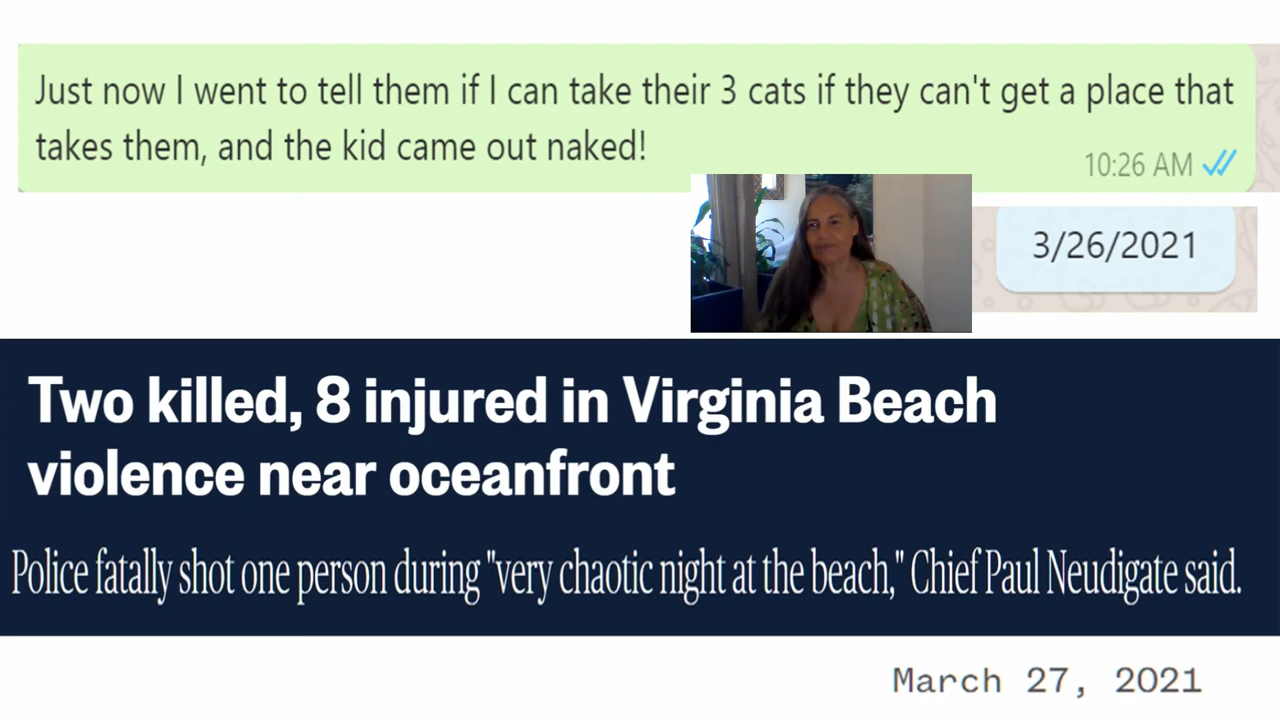 Just now I went to tell them if I can take their 3 cats if they can't get a place that
takes them, and the kid came out naked!
10:26 AM
3/26/2021
Two killed, 8 injured in Virginia Beach
violence near oceanfront
Police fatally shot one person during "very chaotic night at the beach," Chief Paul Neudigate said.
March 27, 2021